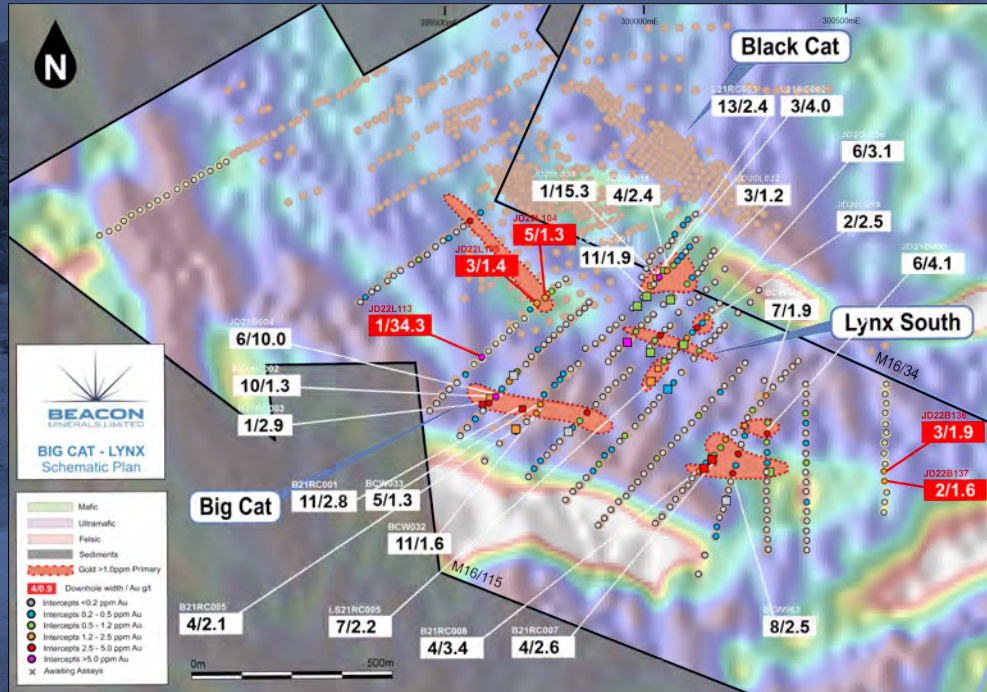 299500mE
300000mE
300500mE
N
Black Cat
L21RC003
13/2.4
L21RC002
3/4.0
JD20L036
6/3.1
1/15.3
4/2.4
3/1.2
2/2.5
JD22L104
5/1.3
3/1.4
11/1.9
6/4.1
JD22L113
1/34.3
7/1.9
Lynx South
JD21B004
6/10.0
10/1.3
1/2.9
M16/34
JD22B136
3/1.9
JD22B137
2/1.6
BEACON
MINERALS LIMITED
BIG CAT - LYNX
Schematic Plan
Big Cat
B21RC001
11/2.8
BCW033
5/1.3
BCW032
11/1.6
M16/115
B21RC005
4/2.1
LS21RC005
7/2.2
B21RC008
4/3.4
B21RC007
4/2.6
BCW063
8/2.5
Mafic
Ultramafic
Felsic
Sediments
Gold >1.0ppm Primary
4/0.9 Downhole width / Au g/t
Intercepts <0.2 ppm Au
Intercepts 0.2 - 0.5 ppm Au
Intercepts 0.5 - 1.2 ppm Au
Intercepts 1.2 - 2.5 ppm Au
Intercepts 2.5 - 5.0 ppm Au
Intercepts >5.0 ppm Au
Awaiting Assays
0m
500m